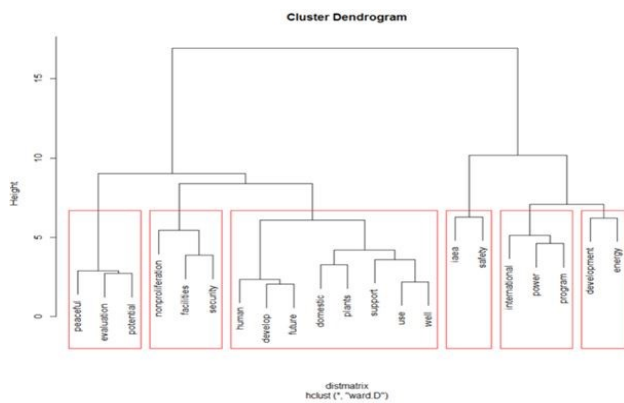 Cluster Dendrogram
Height
15
10
5
0
peaceful
evaluation
potential
nonproliferation
facilities
security
human
develop
future
domestic
plants
support
use
well
iaea
safety
international
power
program
development
energy
distmatrix
hclust (*, "ward.D")